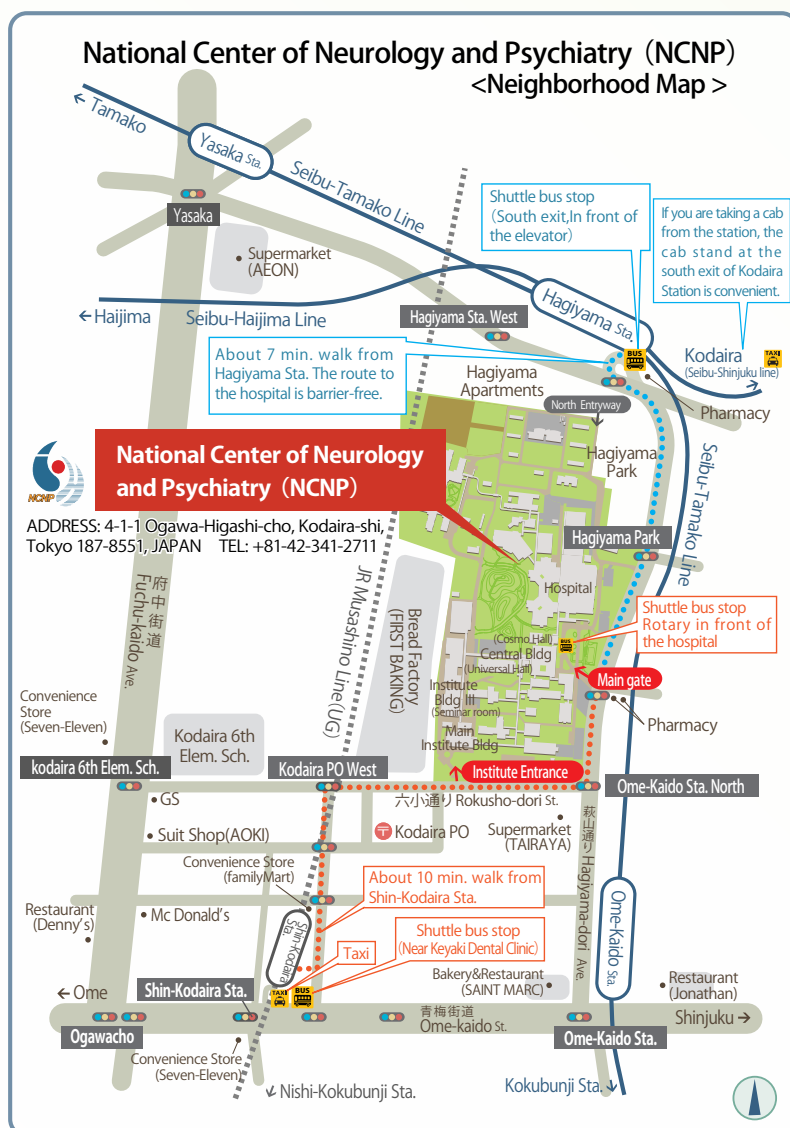 National Center of Neurology and Psychiatry (NCNP)
<Neighborhood Map >
← Tamako
Yasaka Sta.
Seibu-Tamako Line
Yasaka
Supermarket
(AEON)
Shuttle bus stop
(South exit,In front of
the elevator)
If you are taking a cab
from the station, the
cab stand at the
south exit of Kodaira
Station is convenient.
← Haijima
Seibu-Haijima Line
Hagiyama Sta. West
Hagiyama Sta.
BUS
TAXI
Kodaira
(Seibu-Shinjuku line)
About 7 min. walk from
Hagiyama Sta. The route to
the hospital is barrier-free.
Hagiyama
Apartments
North Entryway
Pharmacy
Hagiyama
Park
Seibu-Tamako Line
NCNP
National Center of Neurology
and Psychiatry (NCNP)
ADDRESS: 4-1-1 Ogawa-Higashi-cho, Kodaira-shi,
Tokyo 187-8551, JAPAN TEL: +81-42-341-2711
Hagiyama Park
府中街道
Fuchu-kaido Ave.
JR Musashino Line(UG)
Bread Factory
(FIRST BAKING)
Hospital
Shuttle bus stop
Rotary in front of
the hospital
BUS
(Cosmo Hall)
Central Bldg
(Universal Hall)
Main gate
Institute
Bldg III
(Seminar room)
Main
Institute Bldg
Pharmacy
Convenience
Store
(Seven-Eleven)
Kodaira 6th
Elem. Sch.
kodaira 6th Elem. Sch.
Kodaira PO West
Institute Entrance
Ome-Kaido Sta. North
六小通り Rokusho-dori St.
GS
Suit Shop(AOKI)
Kodaira PO
Supermarket
(TAIRAYA)
萩山通り Hagiyama-dori Ave.
Convenience Store
(familyMart)
About 10 min. walk from
Shin-Kodaira Sta.
Restaurant
(Denny's)
Mc Donald's
Shin-Kodaira Sta.
Taxi
Shuttle bus stop
(Near Keyaki Dental Clinic)
Ome-Kaido Sta.
Bakery&Restaurant
(SAINT MARC)
Restaurant
(Jonathan)
← Ome
Shin-Kodaira Sta.
TAXI
BUS
青梅街道
Ome-kaido St.
Shinjuku →
Ogawacho
Ome-Kaido Sta.
Convenience Store
(Seven-Eleven)
Nishi-Kokubunji Sta.
Kokubunji Sta.